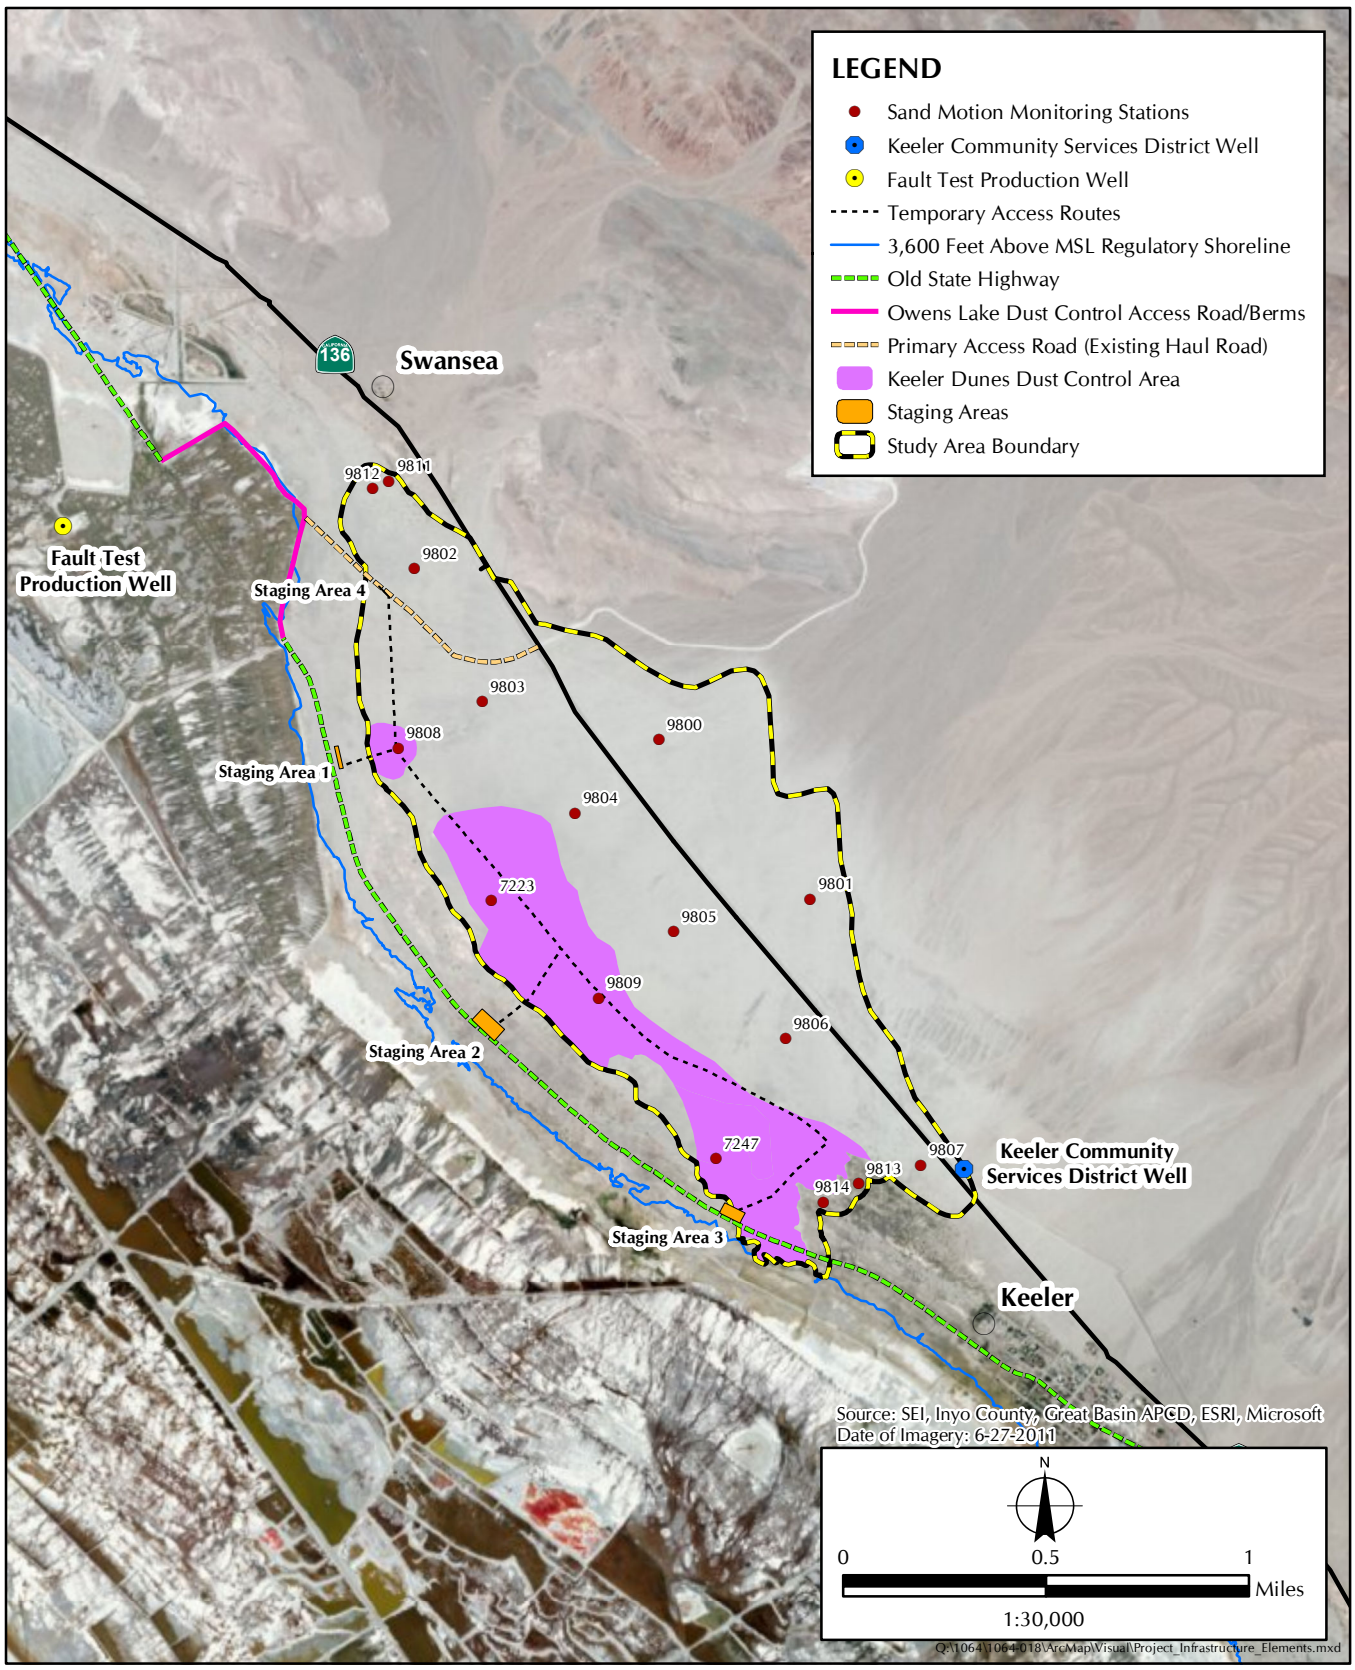 LEGEND
Sand Motion Monitoring Stations
Keeler Community Services District Well
Fault Test Production Well
Temporary Access Routes
3,600 Feet Above MSL Regulatory Shoreline
Old State Highway
Owens Lake Dust Control Access Road/Berms
Primary Access Road (Existing Haul Road)
Keeler Dunes Dust Control Area
Staging Areas
Study Area Boundary
CALIFORNIA
136
Swansea
9811
9812
9802
Fault Test
Production Well
Staging Area 4
9803
9800
9808
Staging Area 1
9804
7223
9801
9805
9809
9806
Staging Area 2
7247
9807
9813
9814
Keeler Community
Services District Well
Staging Area 3
Keeler
Source: SEI, Inyo County, Great Basin APCD, ESRI, Microsoft
Date of Imagery: 6-27-2011
N
0 0.5 1
Miles
1:30,000
Q:\1064\1064-018\ArcMap\Visual\Project_Infrastructure_Elements.mxd